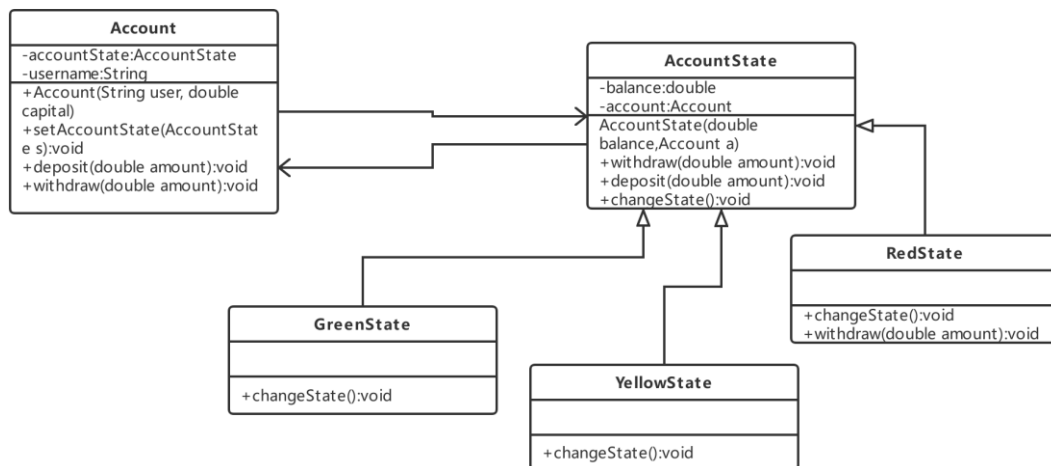 Account
-accountState:AccountState
-username:String
+Account(String user, double
capital)
+setAccountState(AccountStat
e s):void
+deposit(double amount):void
+withdraw(double amount):void
AccountState
-balance:double
-account:Account
AccountState(double
balance,Account a)
+withdraw(double amount):void
+deposit(double amount):void
+changeState():void
RedState
+changeState():void
+withdraw(double amount):void
GreenState
+changeState():void
YellowState
+changeState():void